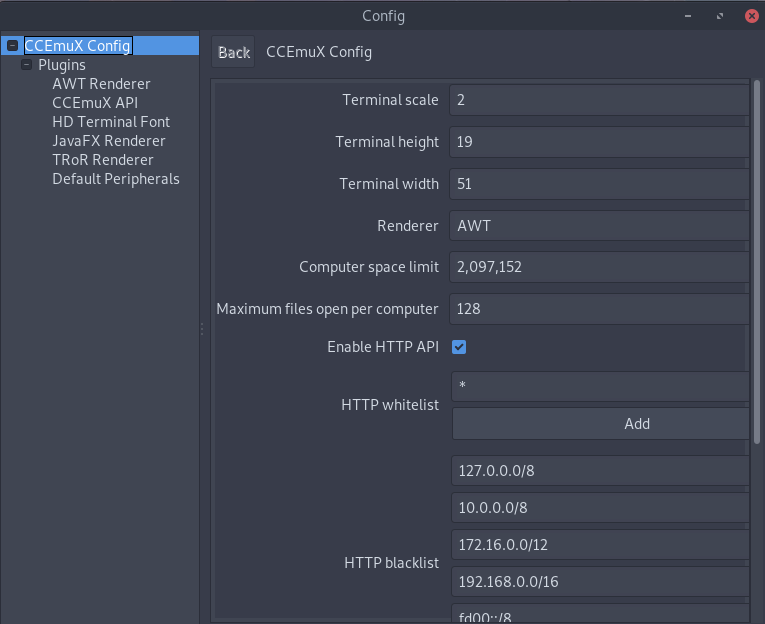 Config
CCEmuX Config
Plugins
AWT Renderer
CCEmuX API
HD Terminal Font
JavaFX Renderer
TRoR Renderer
Default Peripherals
Back CCEmuX Config
Terminal scale 2
Terminal height 19
Terminal width 51
Renderer AWT
Computer space limit 2,097,152
Maximum files open per computer 128
Enable HTTP API
HTTP whitelist
*
Add
HTTP blacklist
127.0.0.0/8
10.0.0.0/8
172.16.0.0/12
192.168.0.0/16
fd00::/8